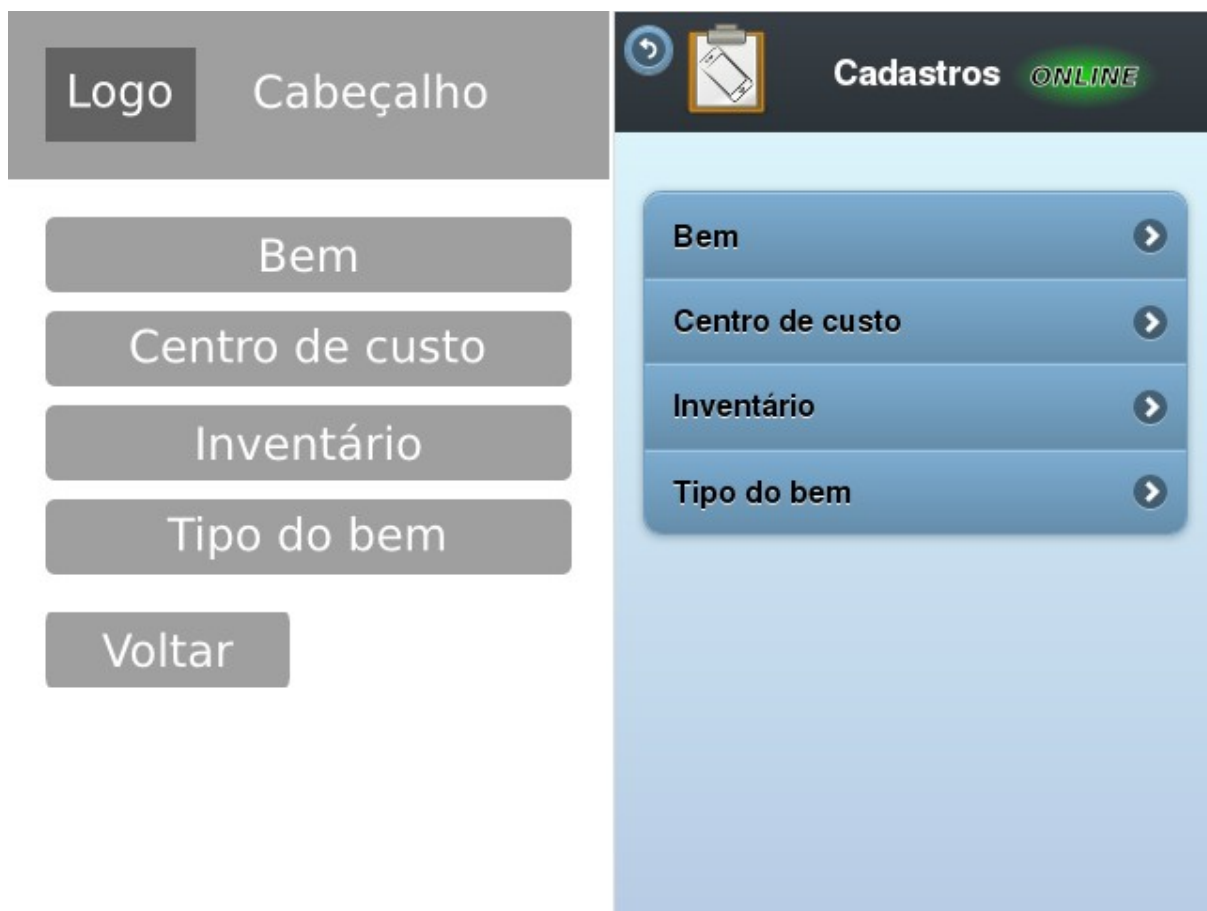 Logo
Cabeçalho
Bem
Centro de custo
Inventário
Tipo do bem
Voltar
Cadastros
ONLINE
Bem
Centro de custo
Inventário
Tipo do bem